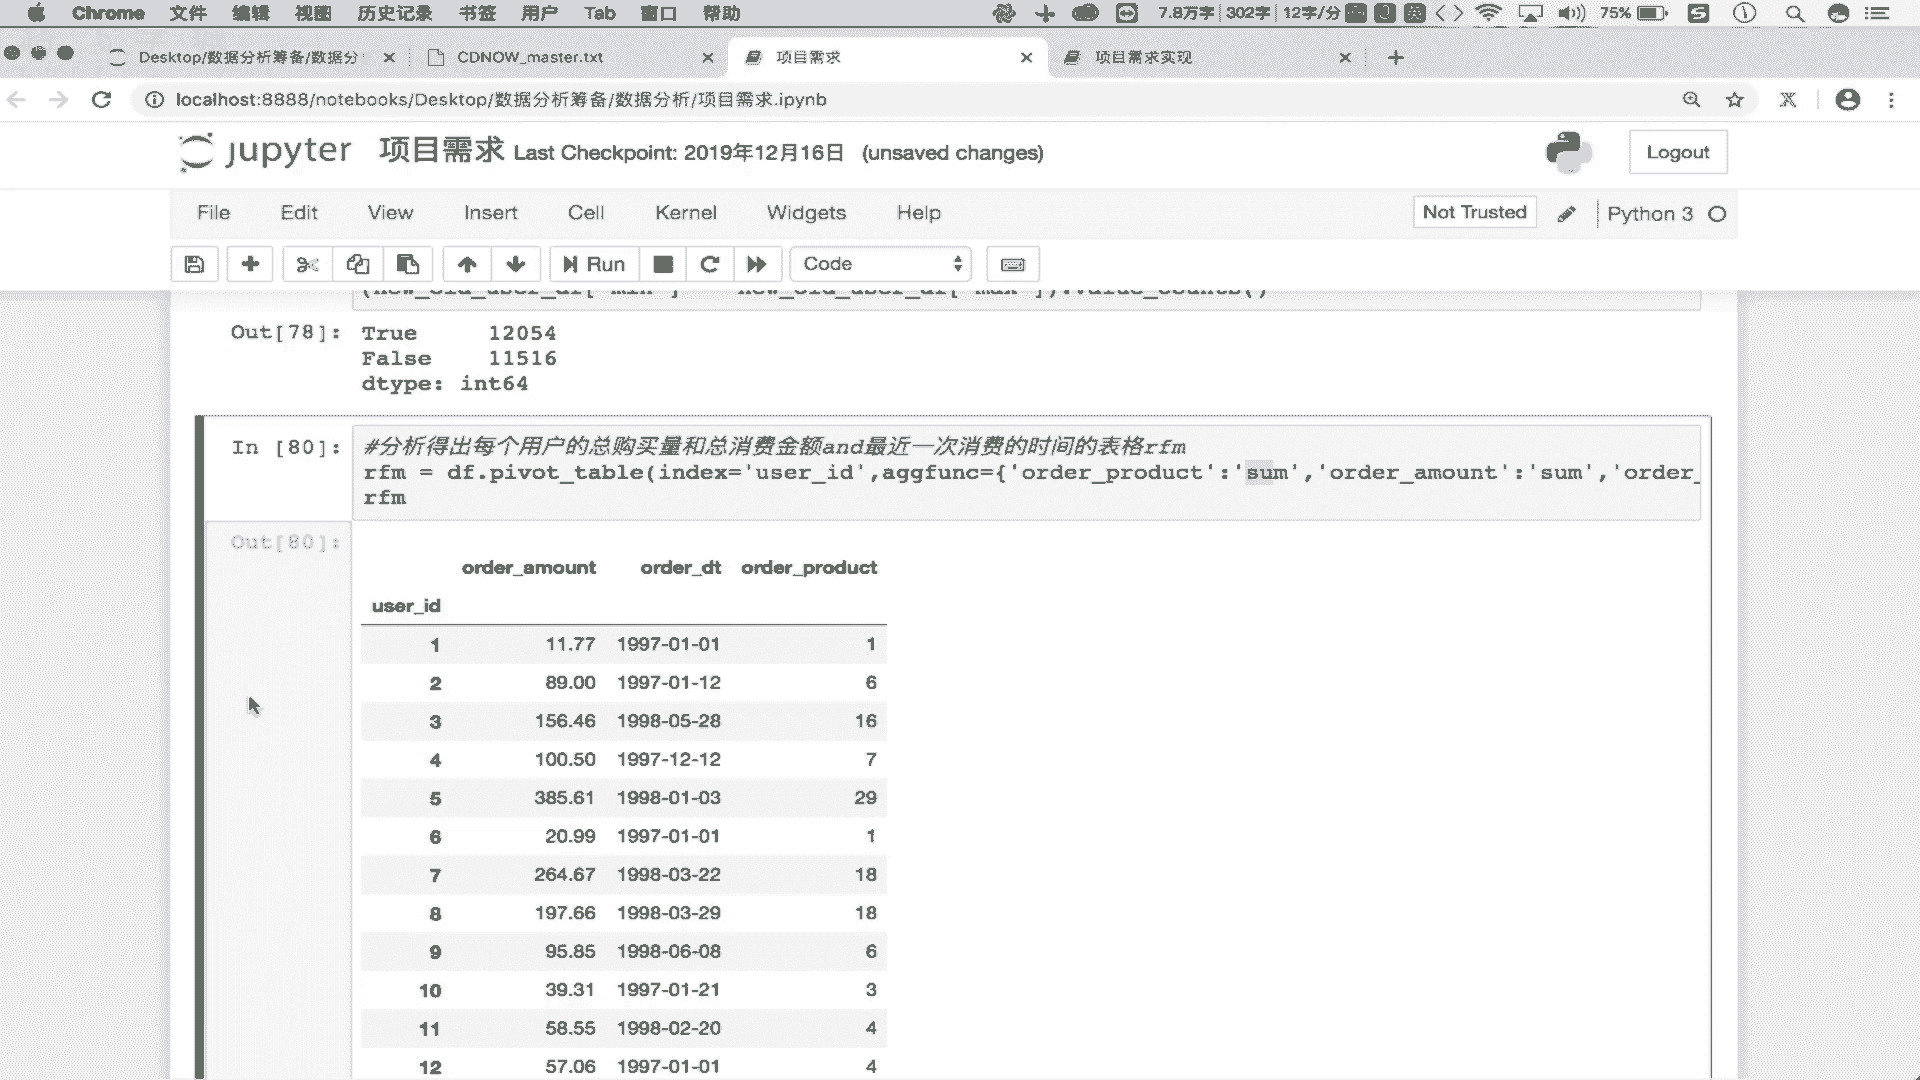 Chrome 文件 编辑 视图 历史记录 书签 用户 Tab 窗口 帮助 7.8万字 302字 12字/分 英 75%
Desktop/数据分析筹备/数据分 CDNOW_master.txt 项目需求 项目需求实现
localhost:8888/notebooks/Desktop/数据分析筹备/数据分析/项目需求.ipynb
jupyter 项目需求 Last Checkpoint: 2019年12月16日 (unsaved changes) Logout
File Edit View Insert Cell Kernel Widgets Help Not Trusted Python 3
Run Code
Out[78]: True 12054
False 11516
dtype: int64
In [80]: #分析得出每个用户的总购买量和总消费金额and最近一次消费的时间的表格rfm
rfm = df.pivot_table(index='user_id',aggfunc={'order_product':'sum','order_amount':'sum','order_
rfm
Out[80]:
order_amount order_dt order_product
user_id
1 11.77 1997-01-01 1
2 89.00 1997-01-12 6
3 156.46 1998-05-28 16
4 100.50 1997-12-12 7
5 385.61 1998-01-03 29
6 20.99 1997-01-01 1
7 264.67 1998-03-22 18
8 197.66 1998-03-29 18
9 95.85 1998-06-08 6
10 39.31 1997-01-21 3
11 58.55 1998-02-20 4
12 57.06 1997-01-01 4